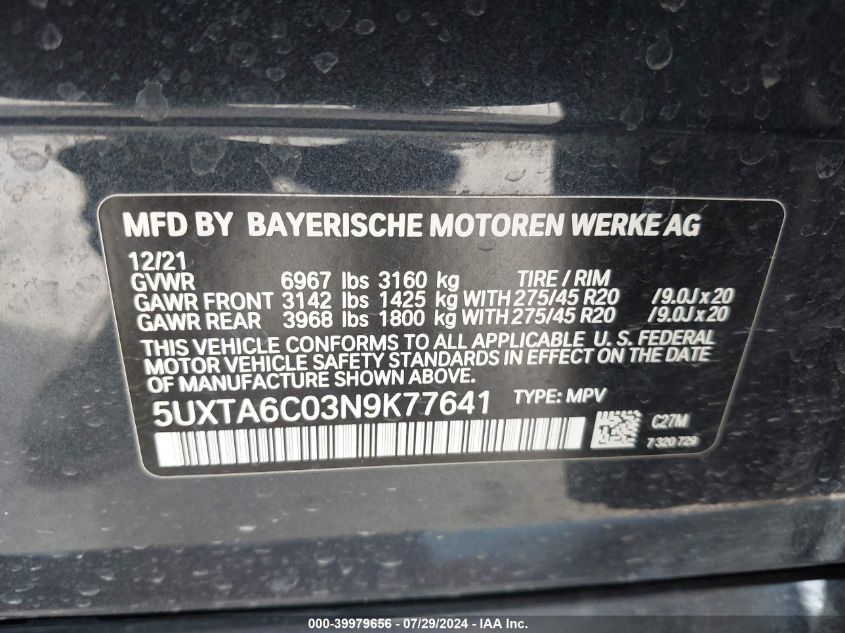 MFD BY BAYERISCHE MOTOREN WERKE AG
12/21
GVWR 6967 lbs 3160 kg TIRE / RIM
GAWR FRONT 3142 lbs 1425 kg WITH 275/45 R20 /9.0J x 20
GAWR REAR 3968 lbs 1800 kg WITH 275/45 R20 /9.0J x 20
THIS VEHICLE CONFORMS TO ALL APPLICABLE U. S. FEDERAL
MOTOR VEHICLE SAFETY STANDARDS IN EFFECT ON THE DATE
OF MANUFACTURE SHOWN ABOVE.
5UXTA6C03N9K77641 TYPE: MPV
C27M
7 320 729
000-39979656 - 07/29/2024 - IAA Inc.